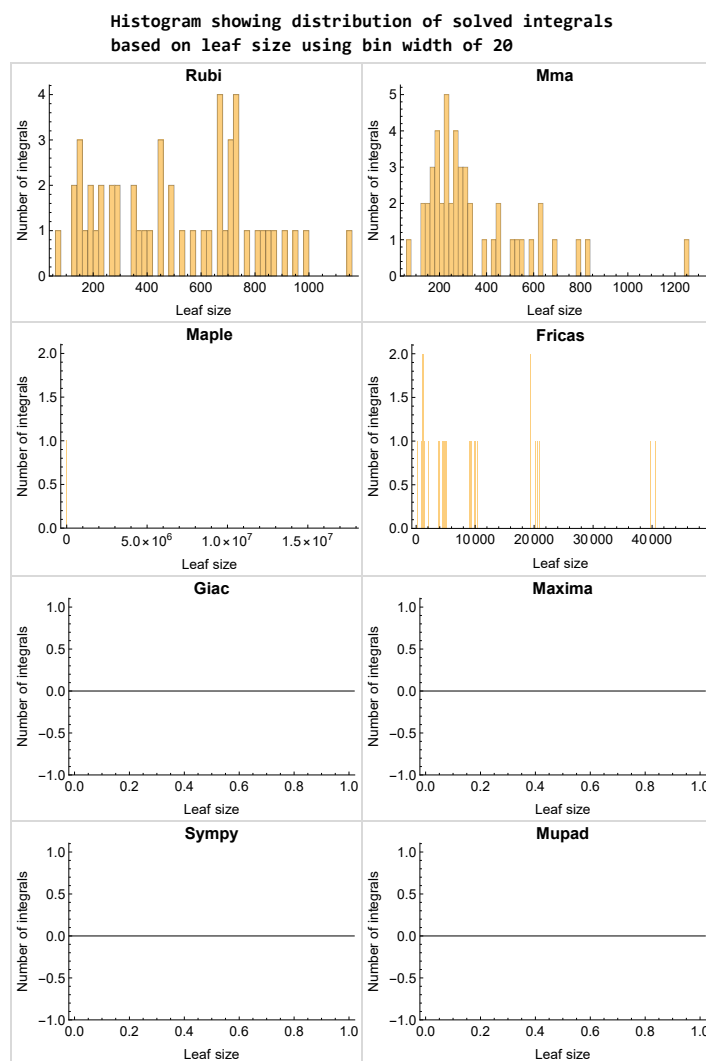 Histogram showing distribution of solved integrals
based on leaf size using bin width of 20
Rubi
Number of integrals
4
3
2
1
0
200 400 600 800 1000
Leaf size
Mma
Number of integrals
5
4
3
2
1
0
200 400 600 800 1000 1200
Leaf size
Maple
Number of integrals
2.0
1.5
1.0
0.5
0.0
0 5.0×10^6 1.0×10^7 1.5×10^7
Leaf size
Fricas
Number of integrals
2.0
1.5
1.0
0.5
0.0
0 10000 20000 30000 40000
Leaf size
Giac
Number of integrals
1.0
0.5
0.0
−0.5
−1.0
0.0 0.2 0.4 0.6 0.8 1.0
Leaf size
Maxima
Number of integrals
1.0
0.5
0.0
−0.5
−1.0
0.0 0.2 0.4 0.6 0.8 1.0
Leaf size
Sympy
Number of integrals
1.0
0.5
0.0
−0.5
−1.0
0.0 0.2 0.4 0.6 0.8 1.0
Leaf size
Mupad
Number of integrals
1.0
0.5
0.0
−0.5
−1.0
0.0 0.2 0.4 0.6 0.8 1.0
Leaf size